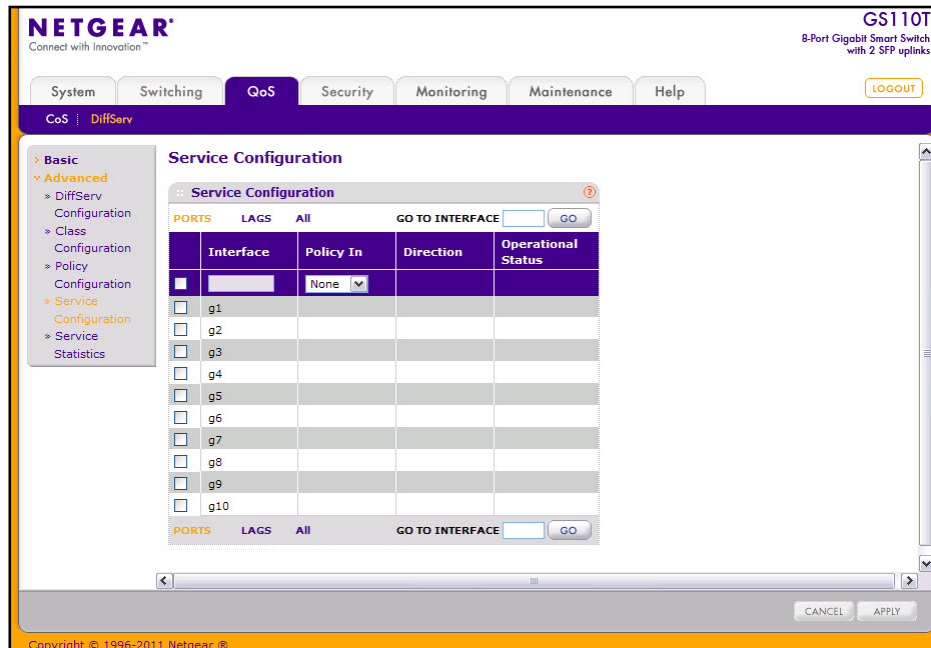 NETGEAR®
Connect with Innovation™
GS110T
8-Port Gigabit Smart Switch
with 2 SFP uplinks
System
Switching
QoS
Security
Monitoring
Maintenance
Help
LOGOUT
CoS
DiffServ
Basic
Advanced
» DiffServ
Configuration
» Class
Configuration
» Policy
Configuration
» Service
Configuration
» Service
Statistics
Service Configuration
Service Configuration
?
PORTS LAGS All GO TO INTERFACE GO
Interface Policy In Direction Operational
Status
None
g1
g2
g3
g4
g5
g6
g7
g8
g9
g10
PORTS LAGS All GO TO INTERFACE GO
CANCEL APPLY
Copyright © 1996-2011 Netgear ®